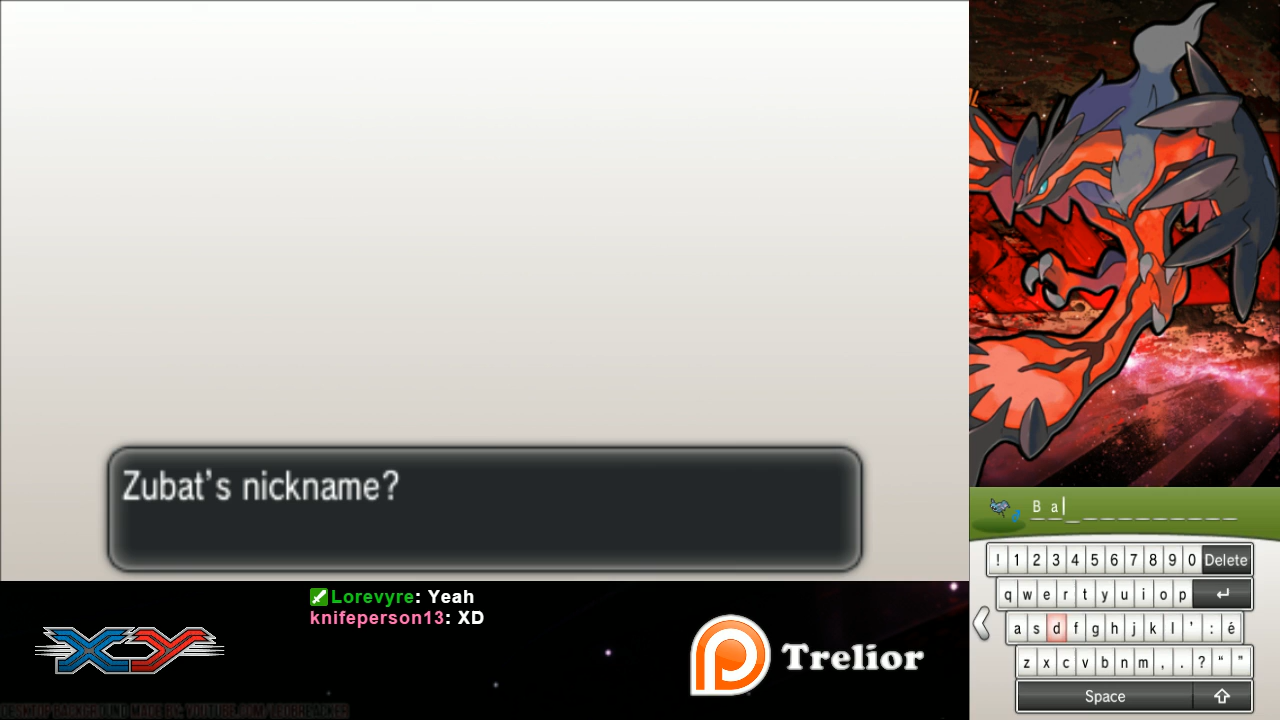 Zubat's nickname?
B a
! 1 2 3 4 5 6 7 8 9 0 Delete
q w e r t y u i o p
a s d f g h j k l ' : é
z x c v b n m , . ? “ ”
Space
Lorevyre: Yeah
knifeperson13: XD
XY
Trelior